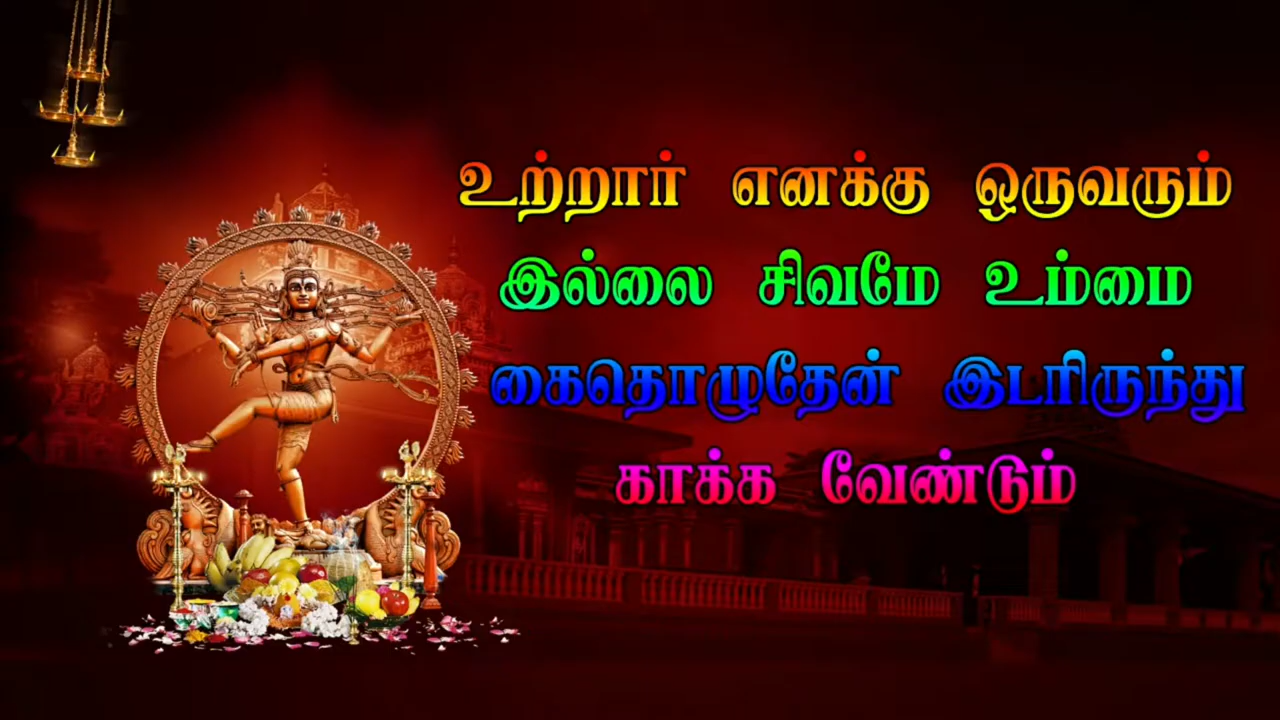 உற்றார் எனக்கு ஒருவரும்
இல்லை சிவமே உம்மை
கைதொழுதேன் இடரிருந்து
காக்க வேண்டும்